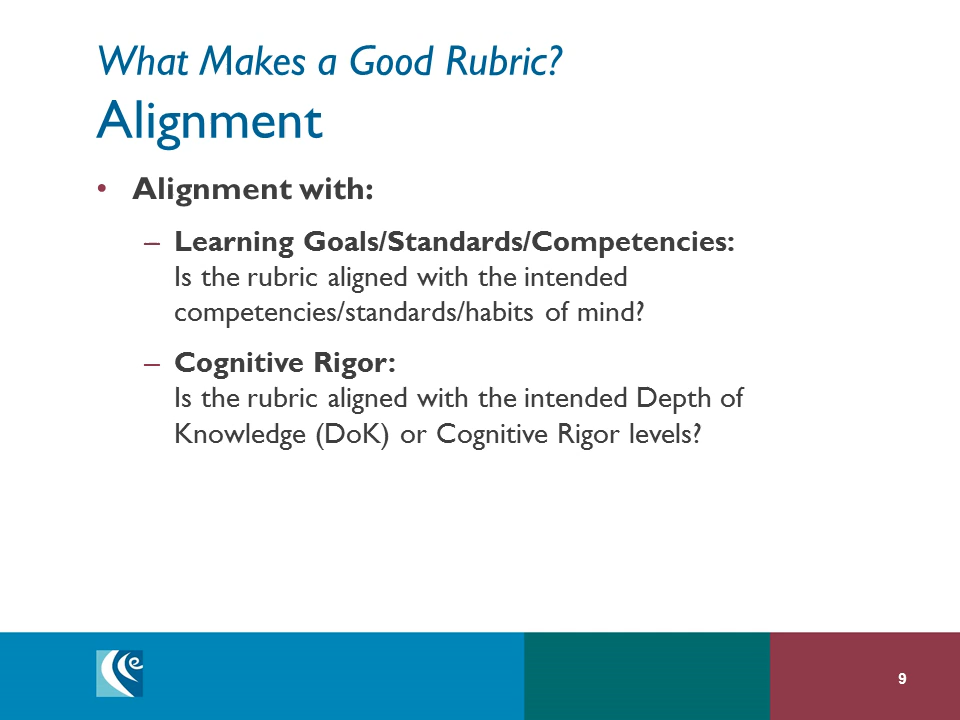 What Makes a Good Rubric?
Alignment
• Alignment with:
– Learning Goals/Standards/Competencies:
Is the rubric aligned with the intended
competencies/standards/habits of mind?
– Cognitive Rigor:
Is the rubric aligned with the intended Depth of
Knowledge (DoK) or Cognitive Rigor levels?
9